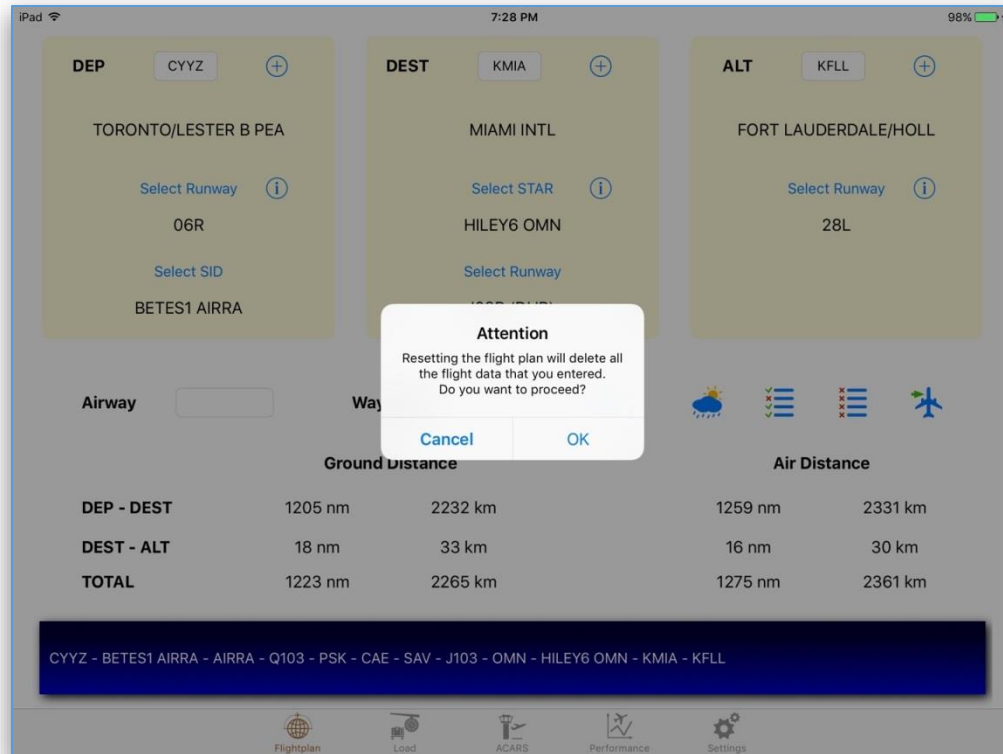 iPad 7:28 PM 98%
DEP CYYZ DEST KMIA ALT KFLL
TORONTO/LESTER B PEA MIAMI INTL FORT LAUDERDALE/HOLL
Select Runway Select STAR Select Runway
06R HILEY6 OMN 28L
Select SID Select Runway
BETES1 AIRRA
Attention
Resetting the flight plan will delete all
the flight data that you entered.
Do you want to proceed?
Cancel OK
Airway
Ground Distance Air Distance
DEP - DEST 1205 nm 2232 km 1259 nm 2331 km
DEST - ALT 18 nm 33 km 16 nm 30 km
TOTAL 1223 nm 2265 km 1275 nm 2361 km
CYYZ - BETES1 AIRRA - AIRRA - Q103 - PSK - CAE - SAV - J103 - OMN - HILEY6 OMN - KMIA - KFLL
Flightplan Load ACARS Performance Settings